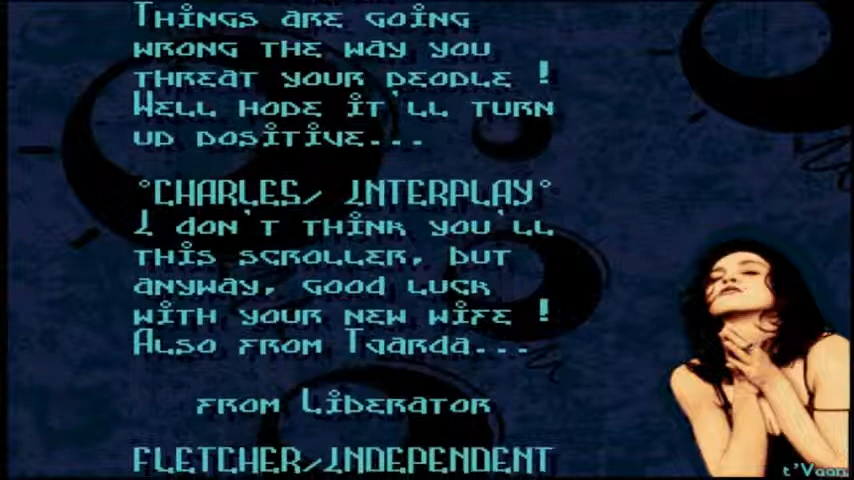 Things are going
wrong the way you
threat your people !
Well hope it'll turn
up positive...
°CHARLES/ INTERPLAY°
I don't think you'll
this scroller, but
anyway, good luck
with your new wife !
Also from Tgarda...
from Liberator
FLETCHER/INDEPENDENT